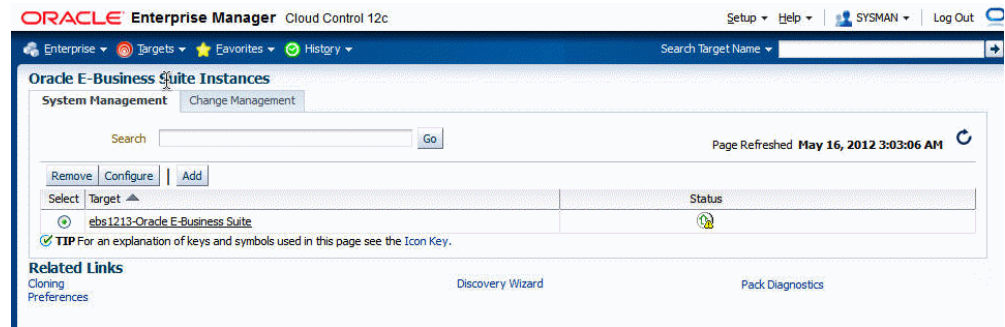 ORACLE Enterprise Manager Cloud Control 12c
Setup Help SYSMAN Log Out
Enterprise Targets Favorites History Search Target Name
Oracle E-Business Suite Instances
System Management Change Management
Search Go
Page Refreshed May 16, 2012 3:03:06 AM
Remove Configure Add
Select Target Status
ebs1213-Oracle E-Business Suite
TIP For an explanation of keys and symbols used in this page see the Icon Key.
Related Links
Cloning Discovery Wizard Pack Diagnostics
Preferences